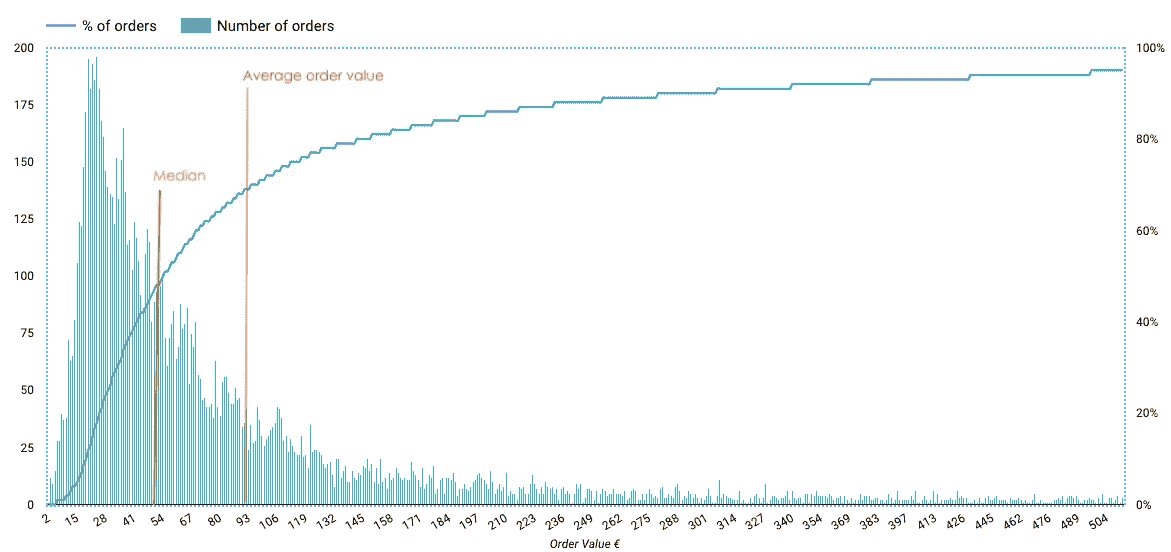 % of orders Number of orders
200 100%
Average order value
175
80%
150
Median
125
60%
100
40%
75
50
20%
25
0 0%
2 15 28 41 54 67 80 93 106 119 132 145 158 171 184 197 210 223 236 249 262 275 288 301 314 327 340 354 369 383 397 413 426 445 462 476 489 504
Order Value €